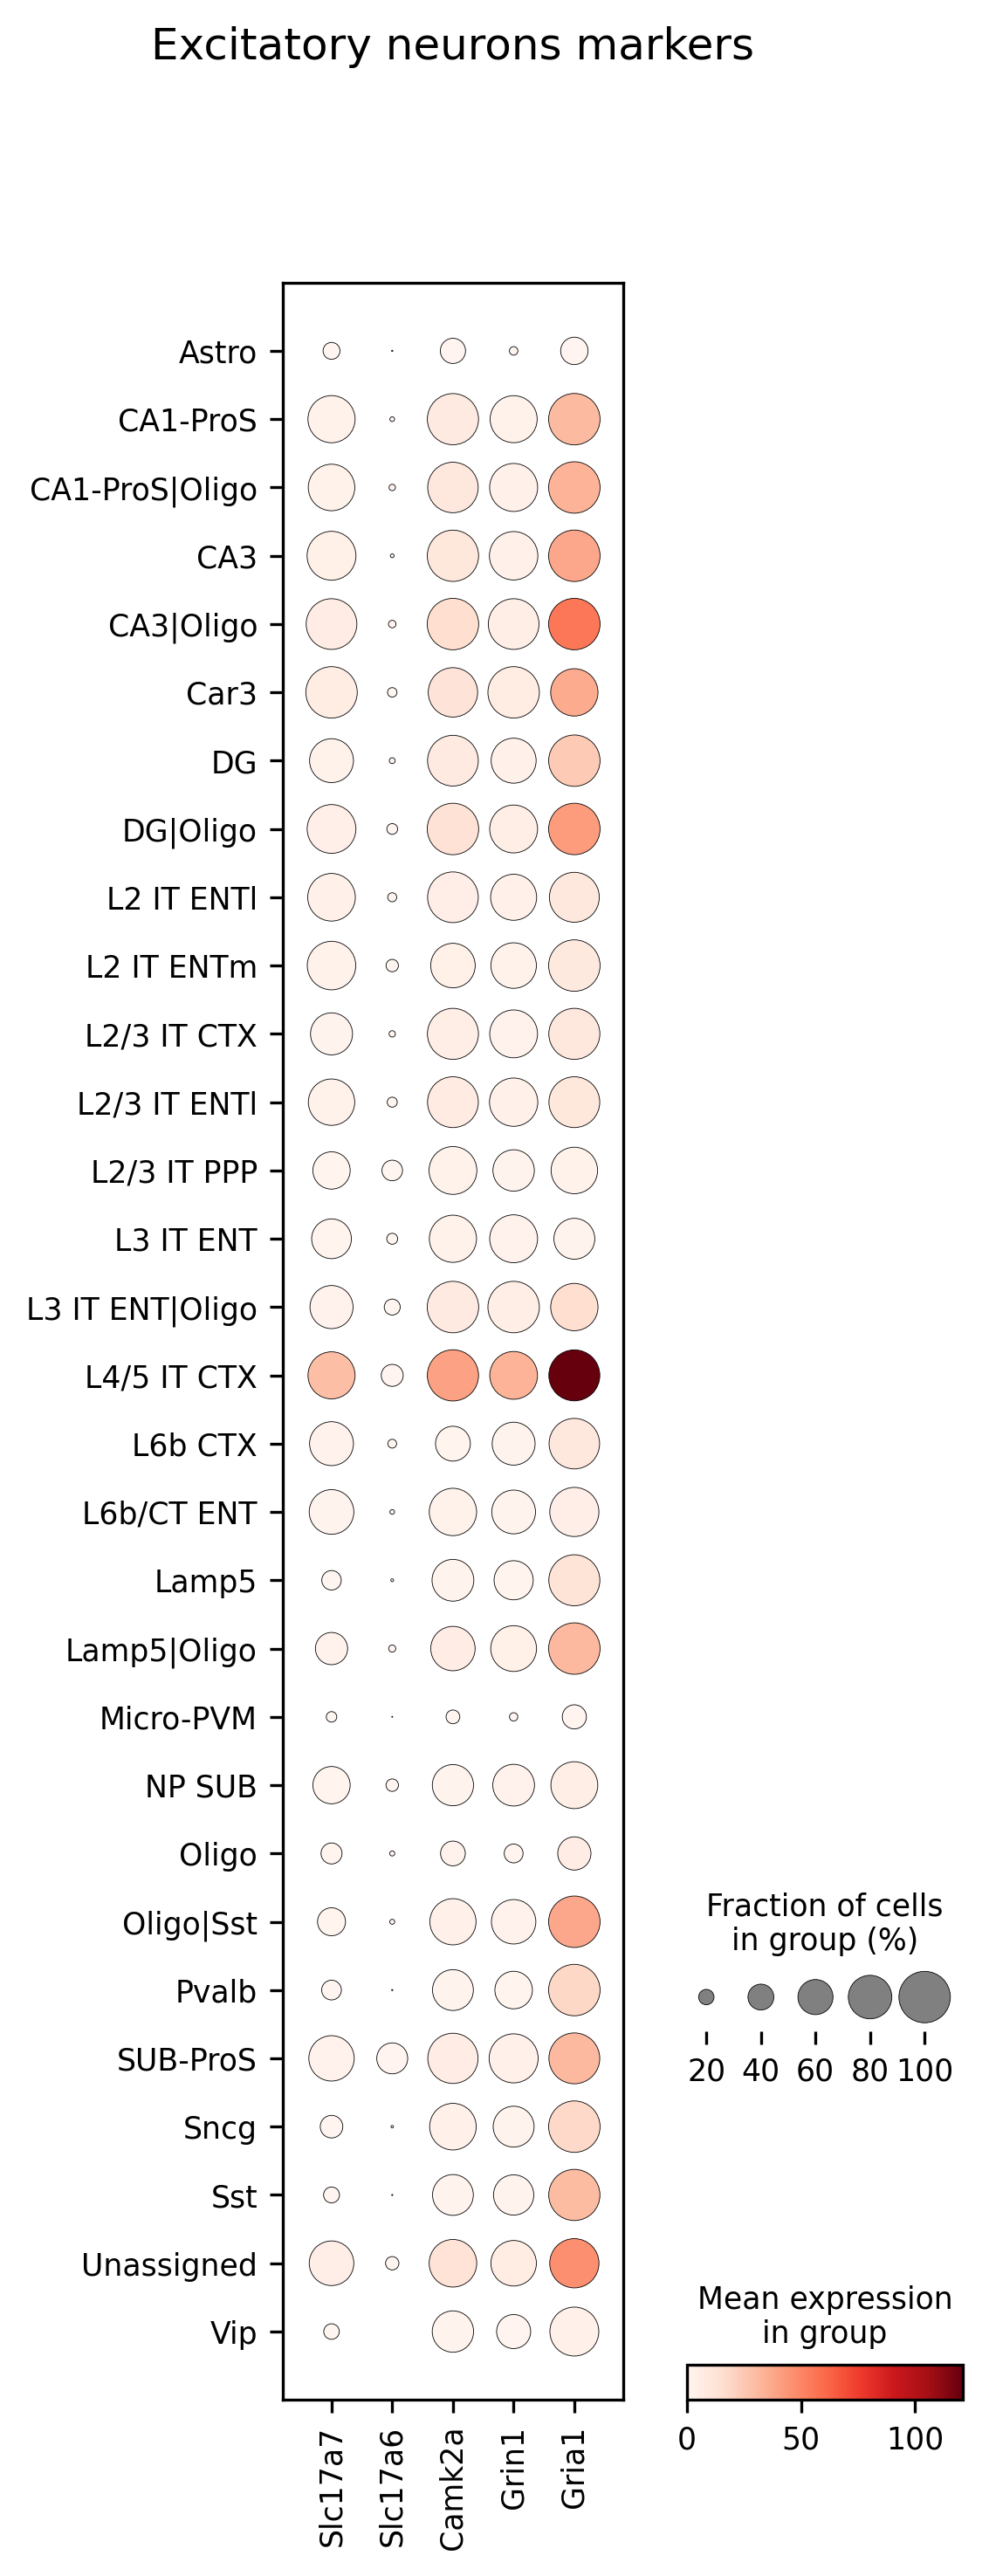 Excitatory neurons markers
Astro
CA1-ProS
CA1-ProS|Oligo
CA3
CA3|Oligo
Car3
DG
DG|Oligo
L2 IT ENTl
L2 IT ENTm
L2/3 IT CTX
L2/3 IT ENTl
L2/3 IT PPP
L3 IT ENT
L3 IT ENT|Oligo
L4/5 IT CTX
L6b CTX
L6b/CT ENT
Lamp5
Lamp5|Oligo
Micro-PVM
NP SUB
Oligo
Oligo|Sst
Pvalb
SUB-ProS
Sncg
Sst
Unassigned
Vip
Slc17a7
Slc17a6
Camk2a
Grin1
Gria1
Fraction of cells
in group (%)
20 40 60 80 100
Mean expression
in group
0 50 100